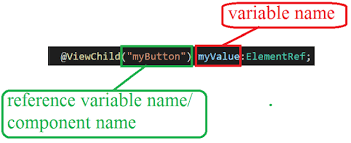 variable name
@ViewChild("myButton") myValue:ElementRef;
reference variable name/
component name
.